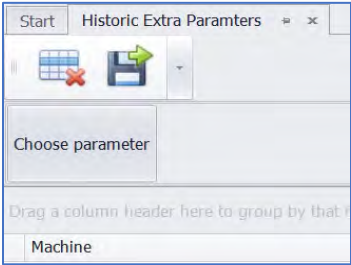 Start Historic Extra Paramters
Choose parameter
Drag a column header here to group by that
Machine